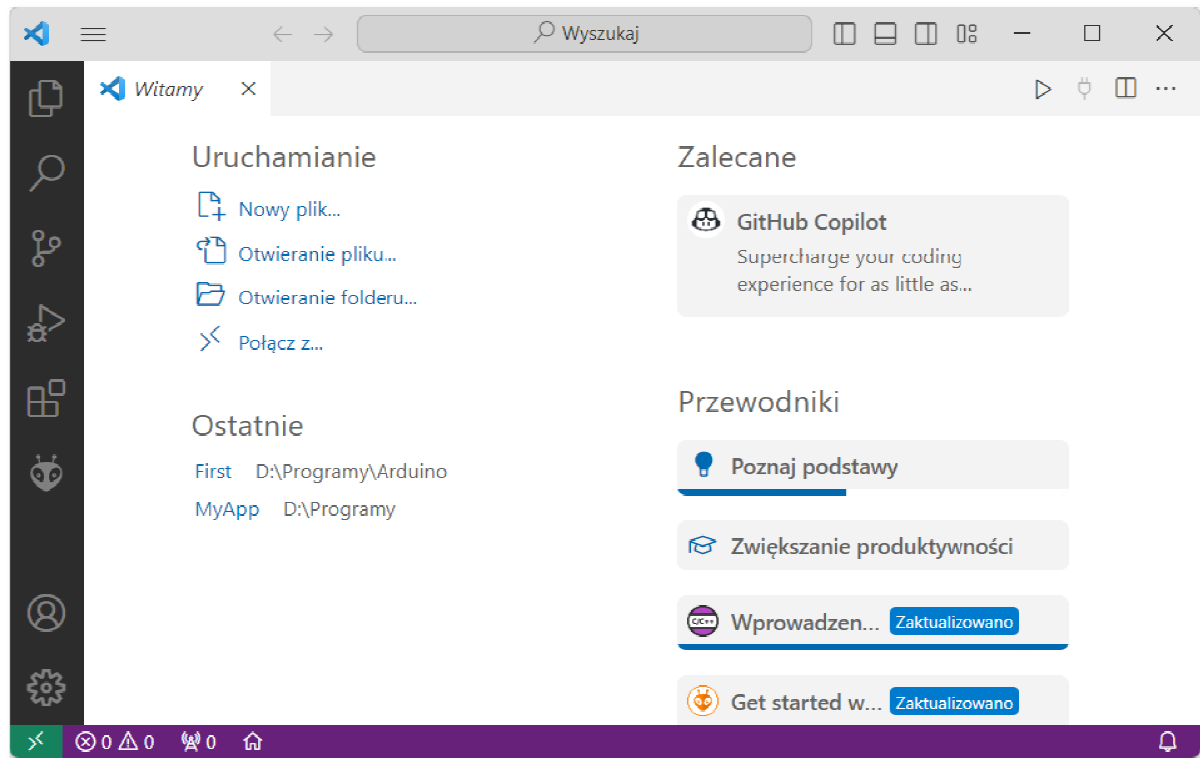 Wyszukaj
Witamy
Uruchamianie
Nowy plik...
Otwieranie pliku...
Otwieranie folderu...
Połącz z...
Ostatnie
First D:\Programy\Arduino
MyApp D:\Programy
Zalecane
GitHub Copilot
Supercharge your coding
experience for as little as...
Przewodniki
Poznaj podstawy
Zwiększanie produktywności
C/C++ Wprowadzen... Zaktualizowano
Get started w... Zaktualizowano
0 0 0